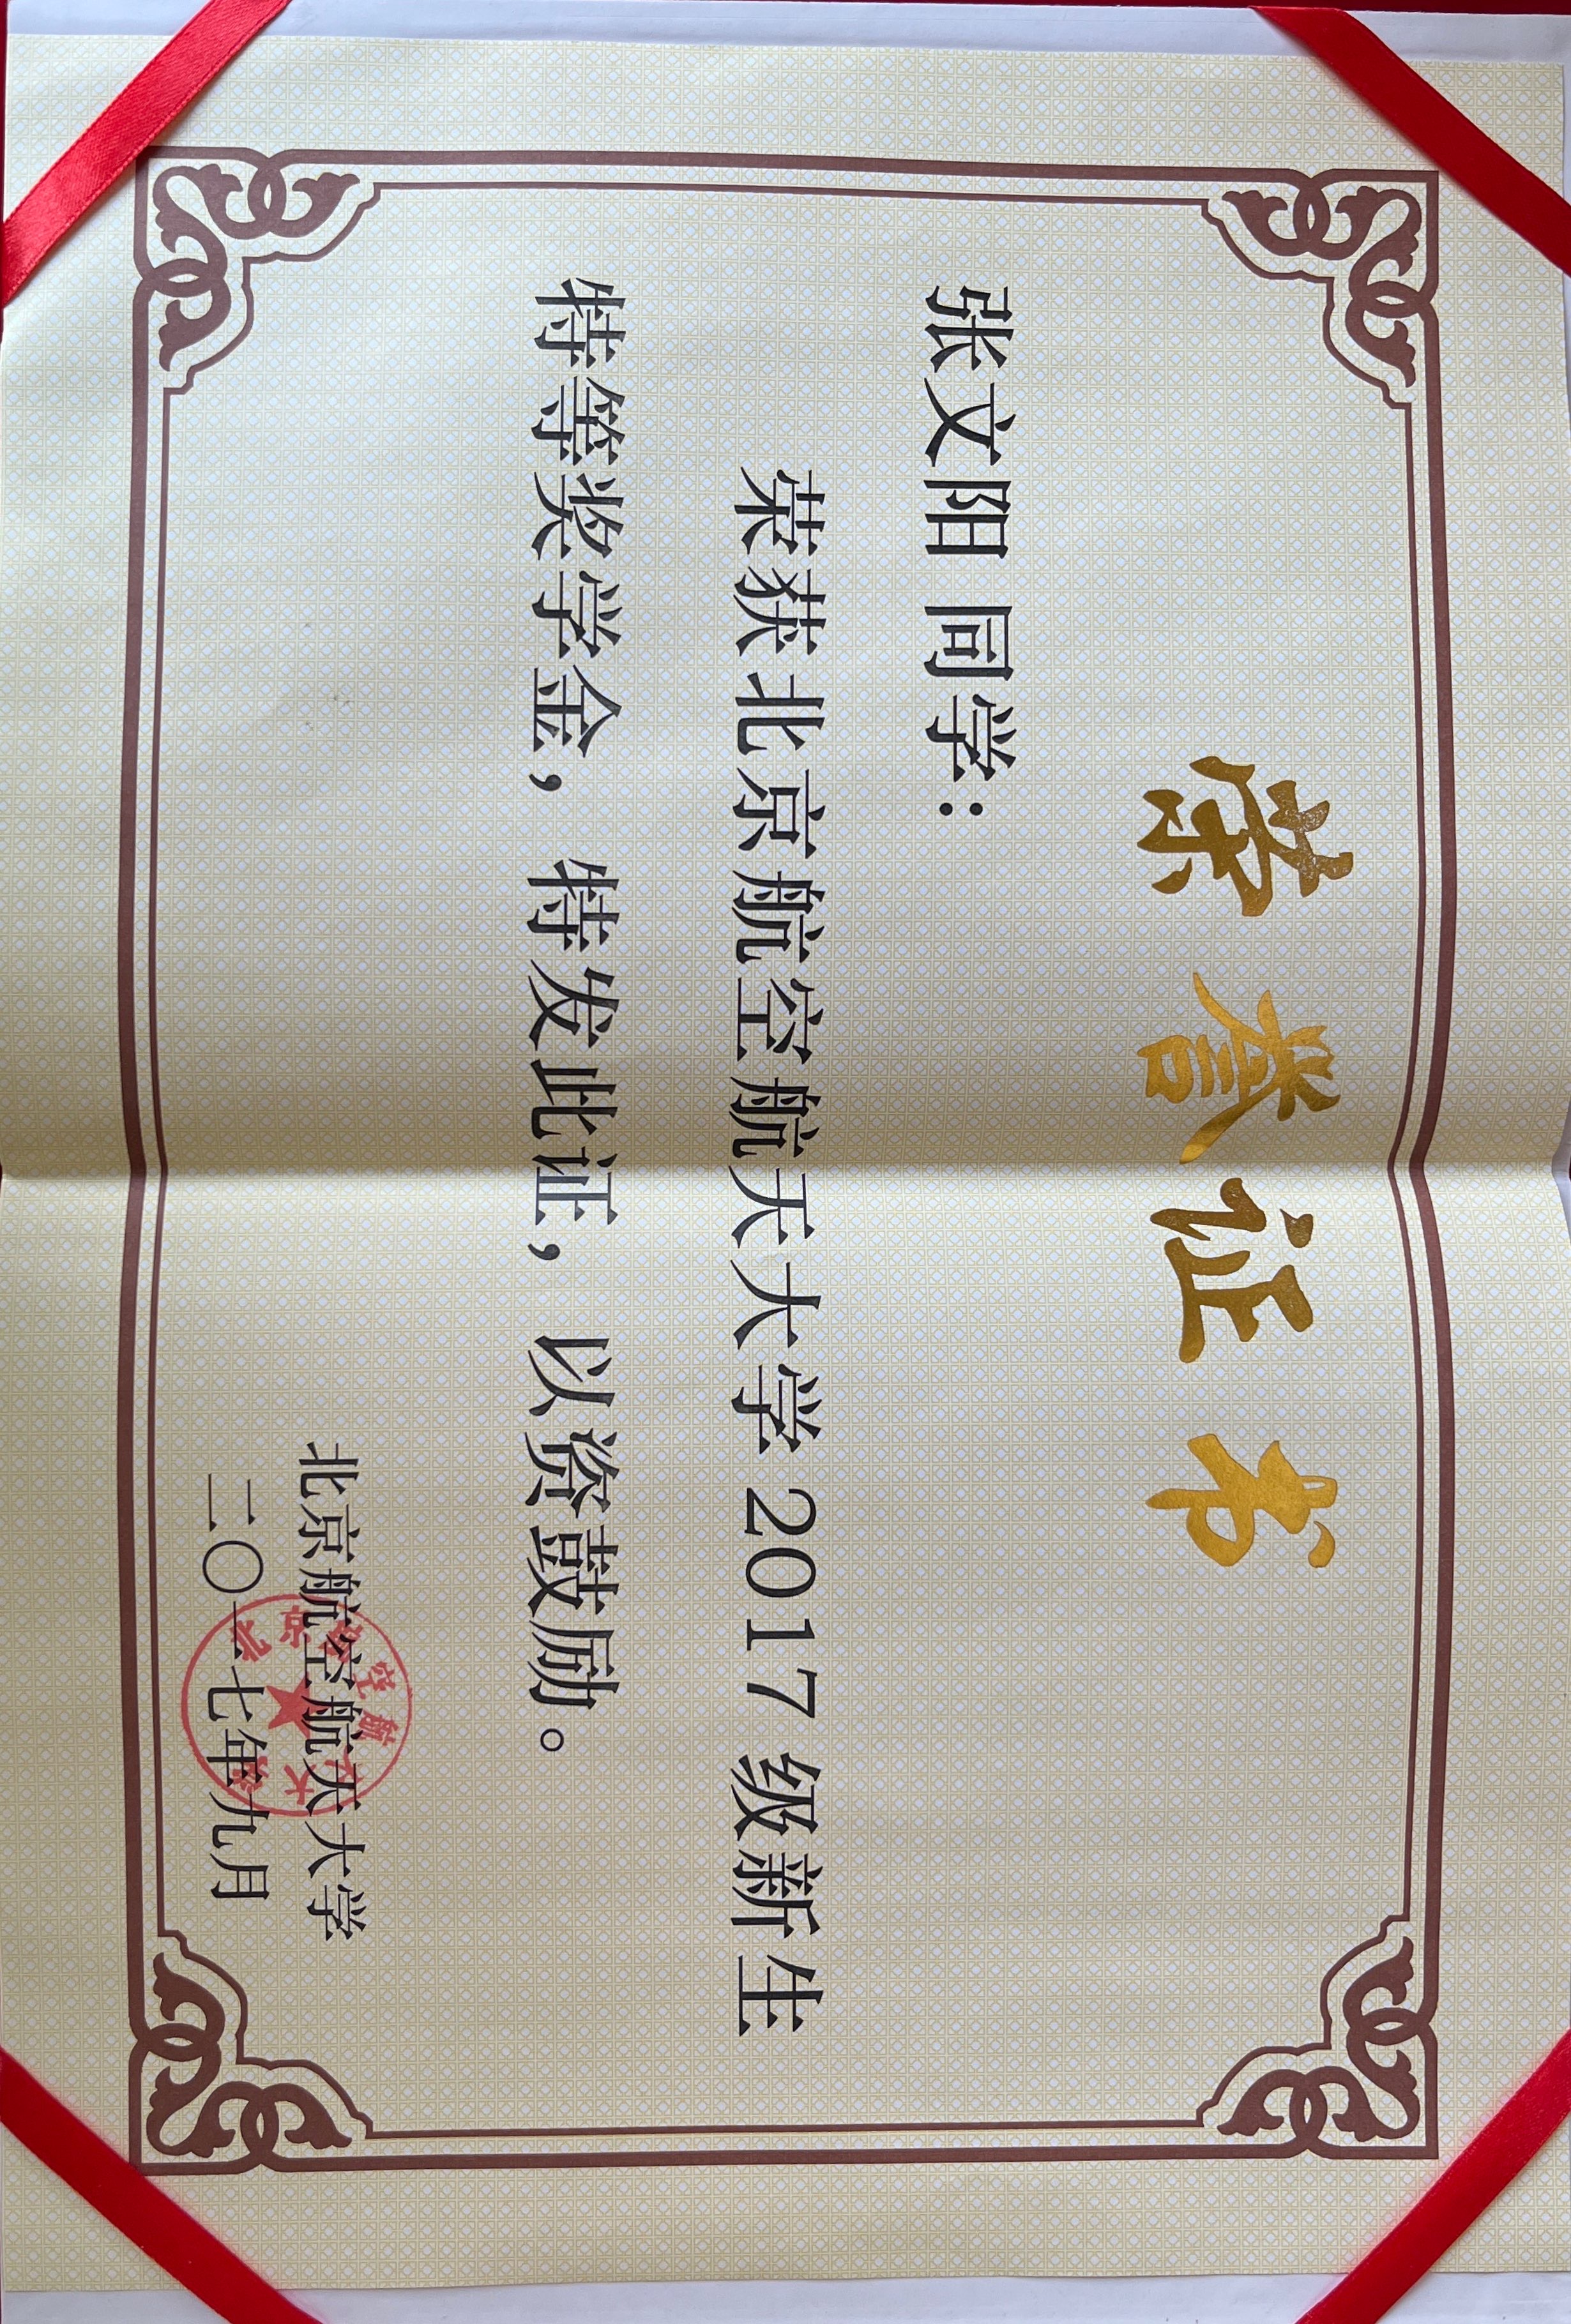 荣誉证书
张文阳 同学：
荣获北京航空航天大学 2017 级新生
特等奖学金，特发此证，以资鼓励。
北京航空航天大学
二〇一七年九月
北京航空航天大学